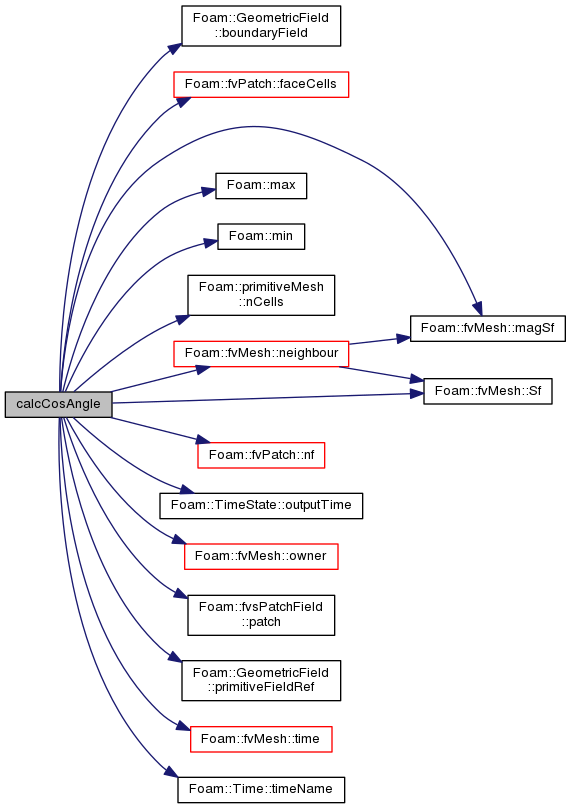 Foam::GeometricField
::boundaryField
Foam::fvPatch::faceCells
Foam::max
Foam::min
Foam::primitiveMesh
::nCells
Foam::fvMesh::magSf
Foam::fvMesh::neighbour
Foam::fvMesh::Sf
calcCosAngle
Foam::fvPatch::nf
Foam::TimeState::outputTime
Foam::fvMesh::owner
Foam::fvsPatchField
::patch
Foam::GeometricField
::primitiveFieldRef
Foam::fvMesh::time
Foam::Time::timeName